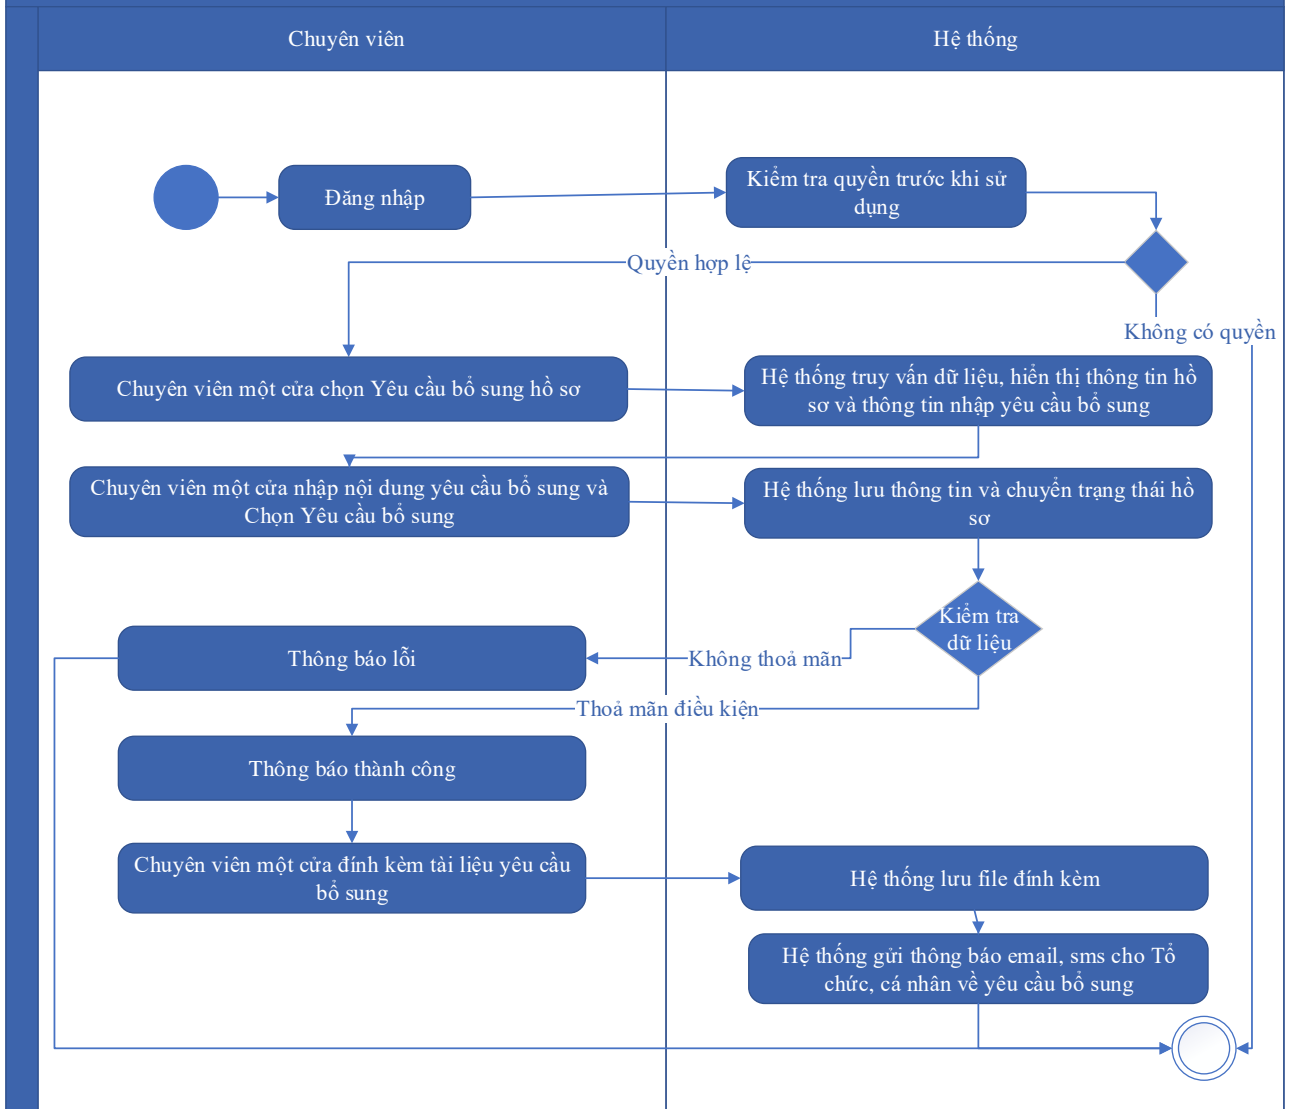 Chuyên viên
Hệ thống
Đăng nhập
Kiểm tra quyền trước khi sử
dụng
Quyền hợp lệ
Không có quyền
Chuyên viên một cửa chọn Yêu cầu bổ sung hồ sơ
Hệ thống truy vấn dữ liệu, hiển thị thông tin hồ
sơ và thông tin nhập yêu cầu bổ sung
Chuyên viên một cửa nhập nội dung yêu cầu bổ sung và
Chọn Yêu cầu bổ sung
Hệ thống lưu thông tin và chuyển trạng thái hồ
sơ
Kiểm tra
dữ liệu
Thông báo lỗi
Không thoả mãn
Thoả mãn điều kiện
Thông báo thành công
Chuyên viên một cửa đính kèm tài liệu yêu cầu
bổ sung
Hệ thống lưu file đính kèm
Hệ thống gửi thông báo email, sms cho Tổ
chức, cá nhân về yêu cầu bổ sung